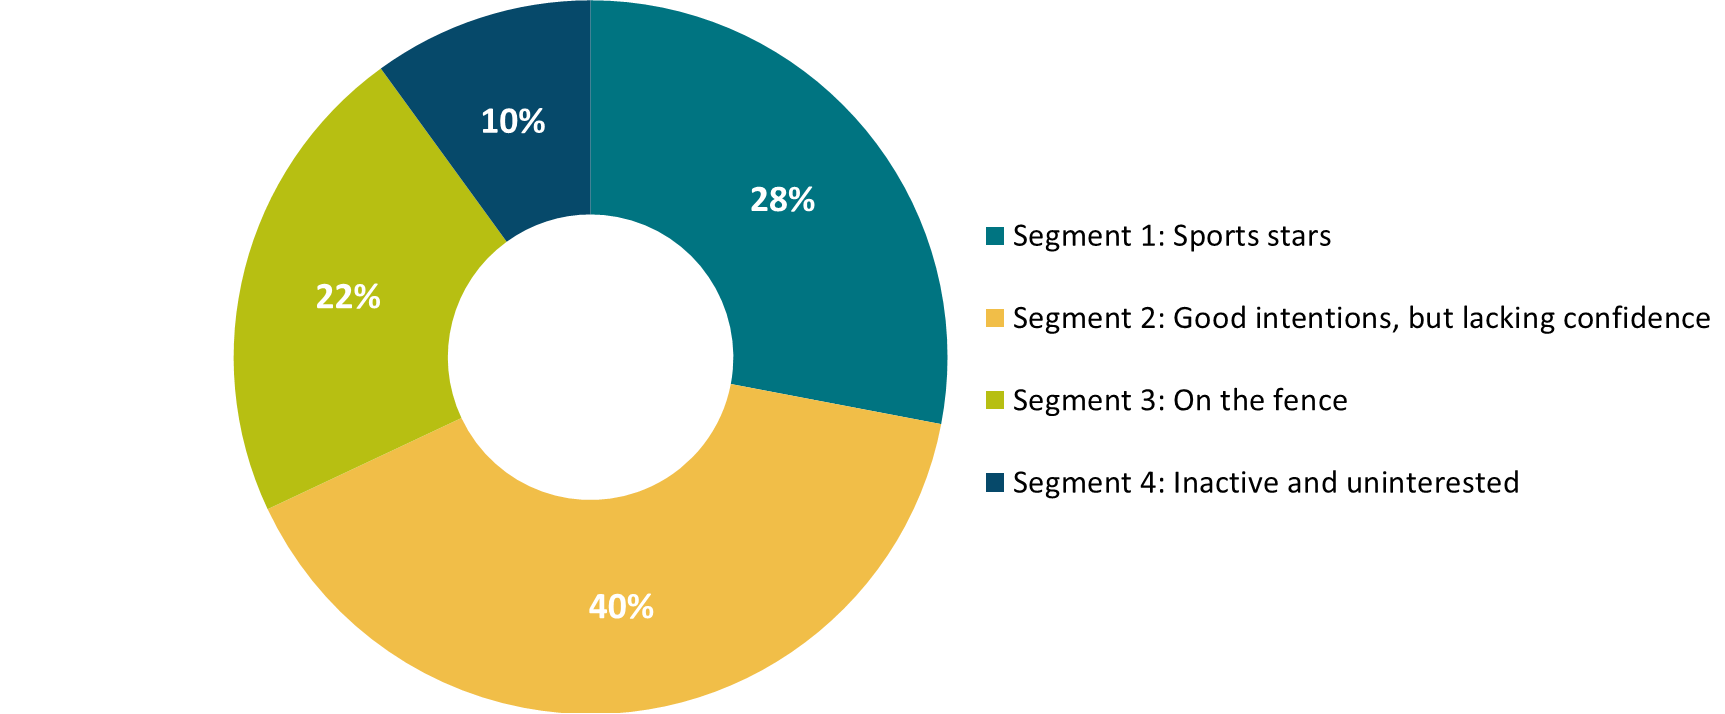 10%
28%
22%
40%
Segment 1: Sports stars
Segment 2: Good intentions, but lacking confidence
Segment 3: On the fence
Segment 4: Inactive and uninterested